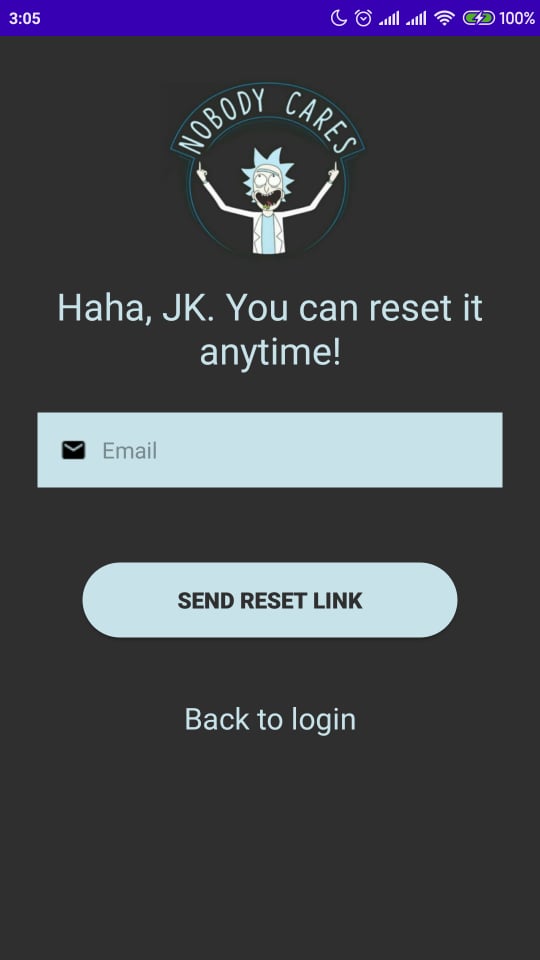 3:05
100%
NOBODY CARES
Haha, JK. You can reset it
anytime!
Email
SEND RESET LINK
Back to login